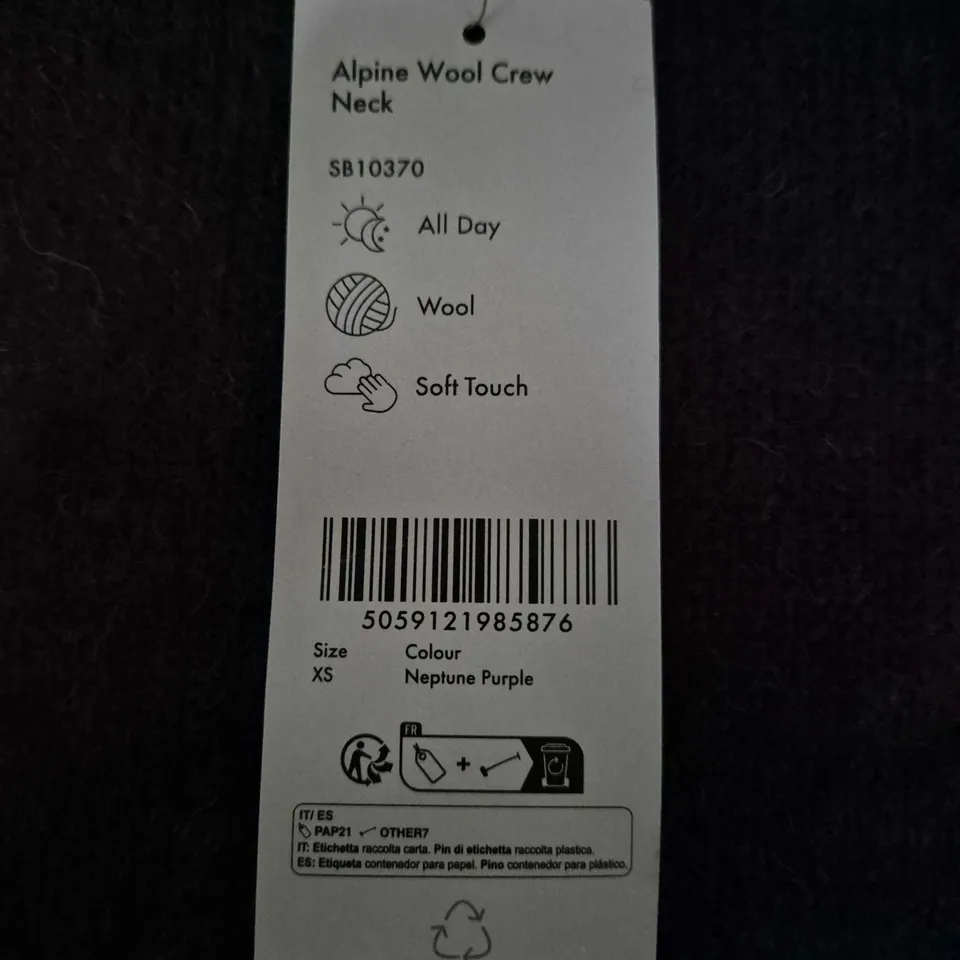 Alpine Wool Crew
Neck
SB10370
All Day
Wool
Soft Touch
5059121985876
Size Colour
XS Neptune Purple
FR
IT/ ES
PAP21 OTHER7
IT: Etichetta raccolta carta. Pin di etichetta raccolta plastica.
ES: Etiqueta contenedor para papel. Pino contenedor para plástico.